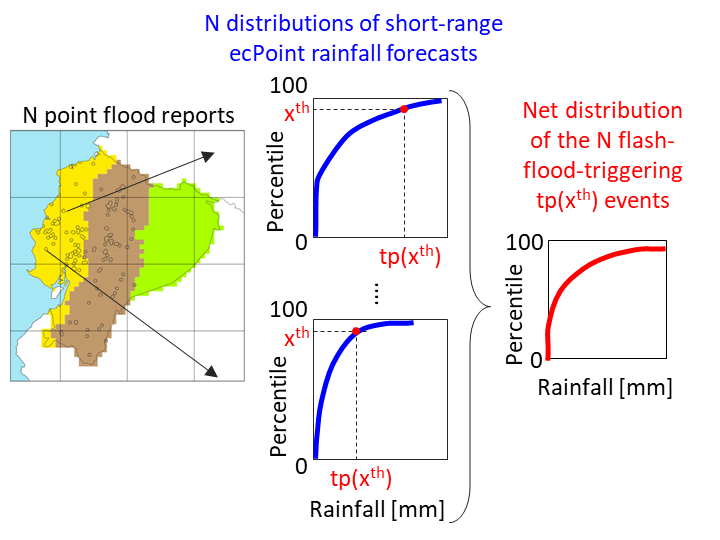 N distributions of short-range
ecPoint rainfall forecasts
N point flood reports
100
xth
Percentile
0
tp(xth)
...
100
xth
Percentile
0
tp(xth)
Rainfall [mm]
Net distribution
of the N flash-
flood-triggering
tp(xth) events
100
Percentile
0
Rainfall [mm]